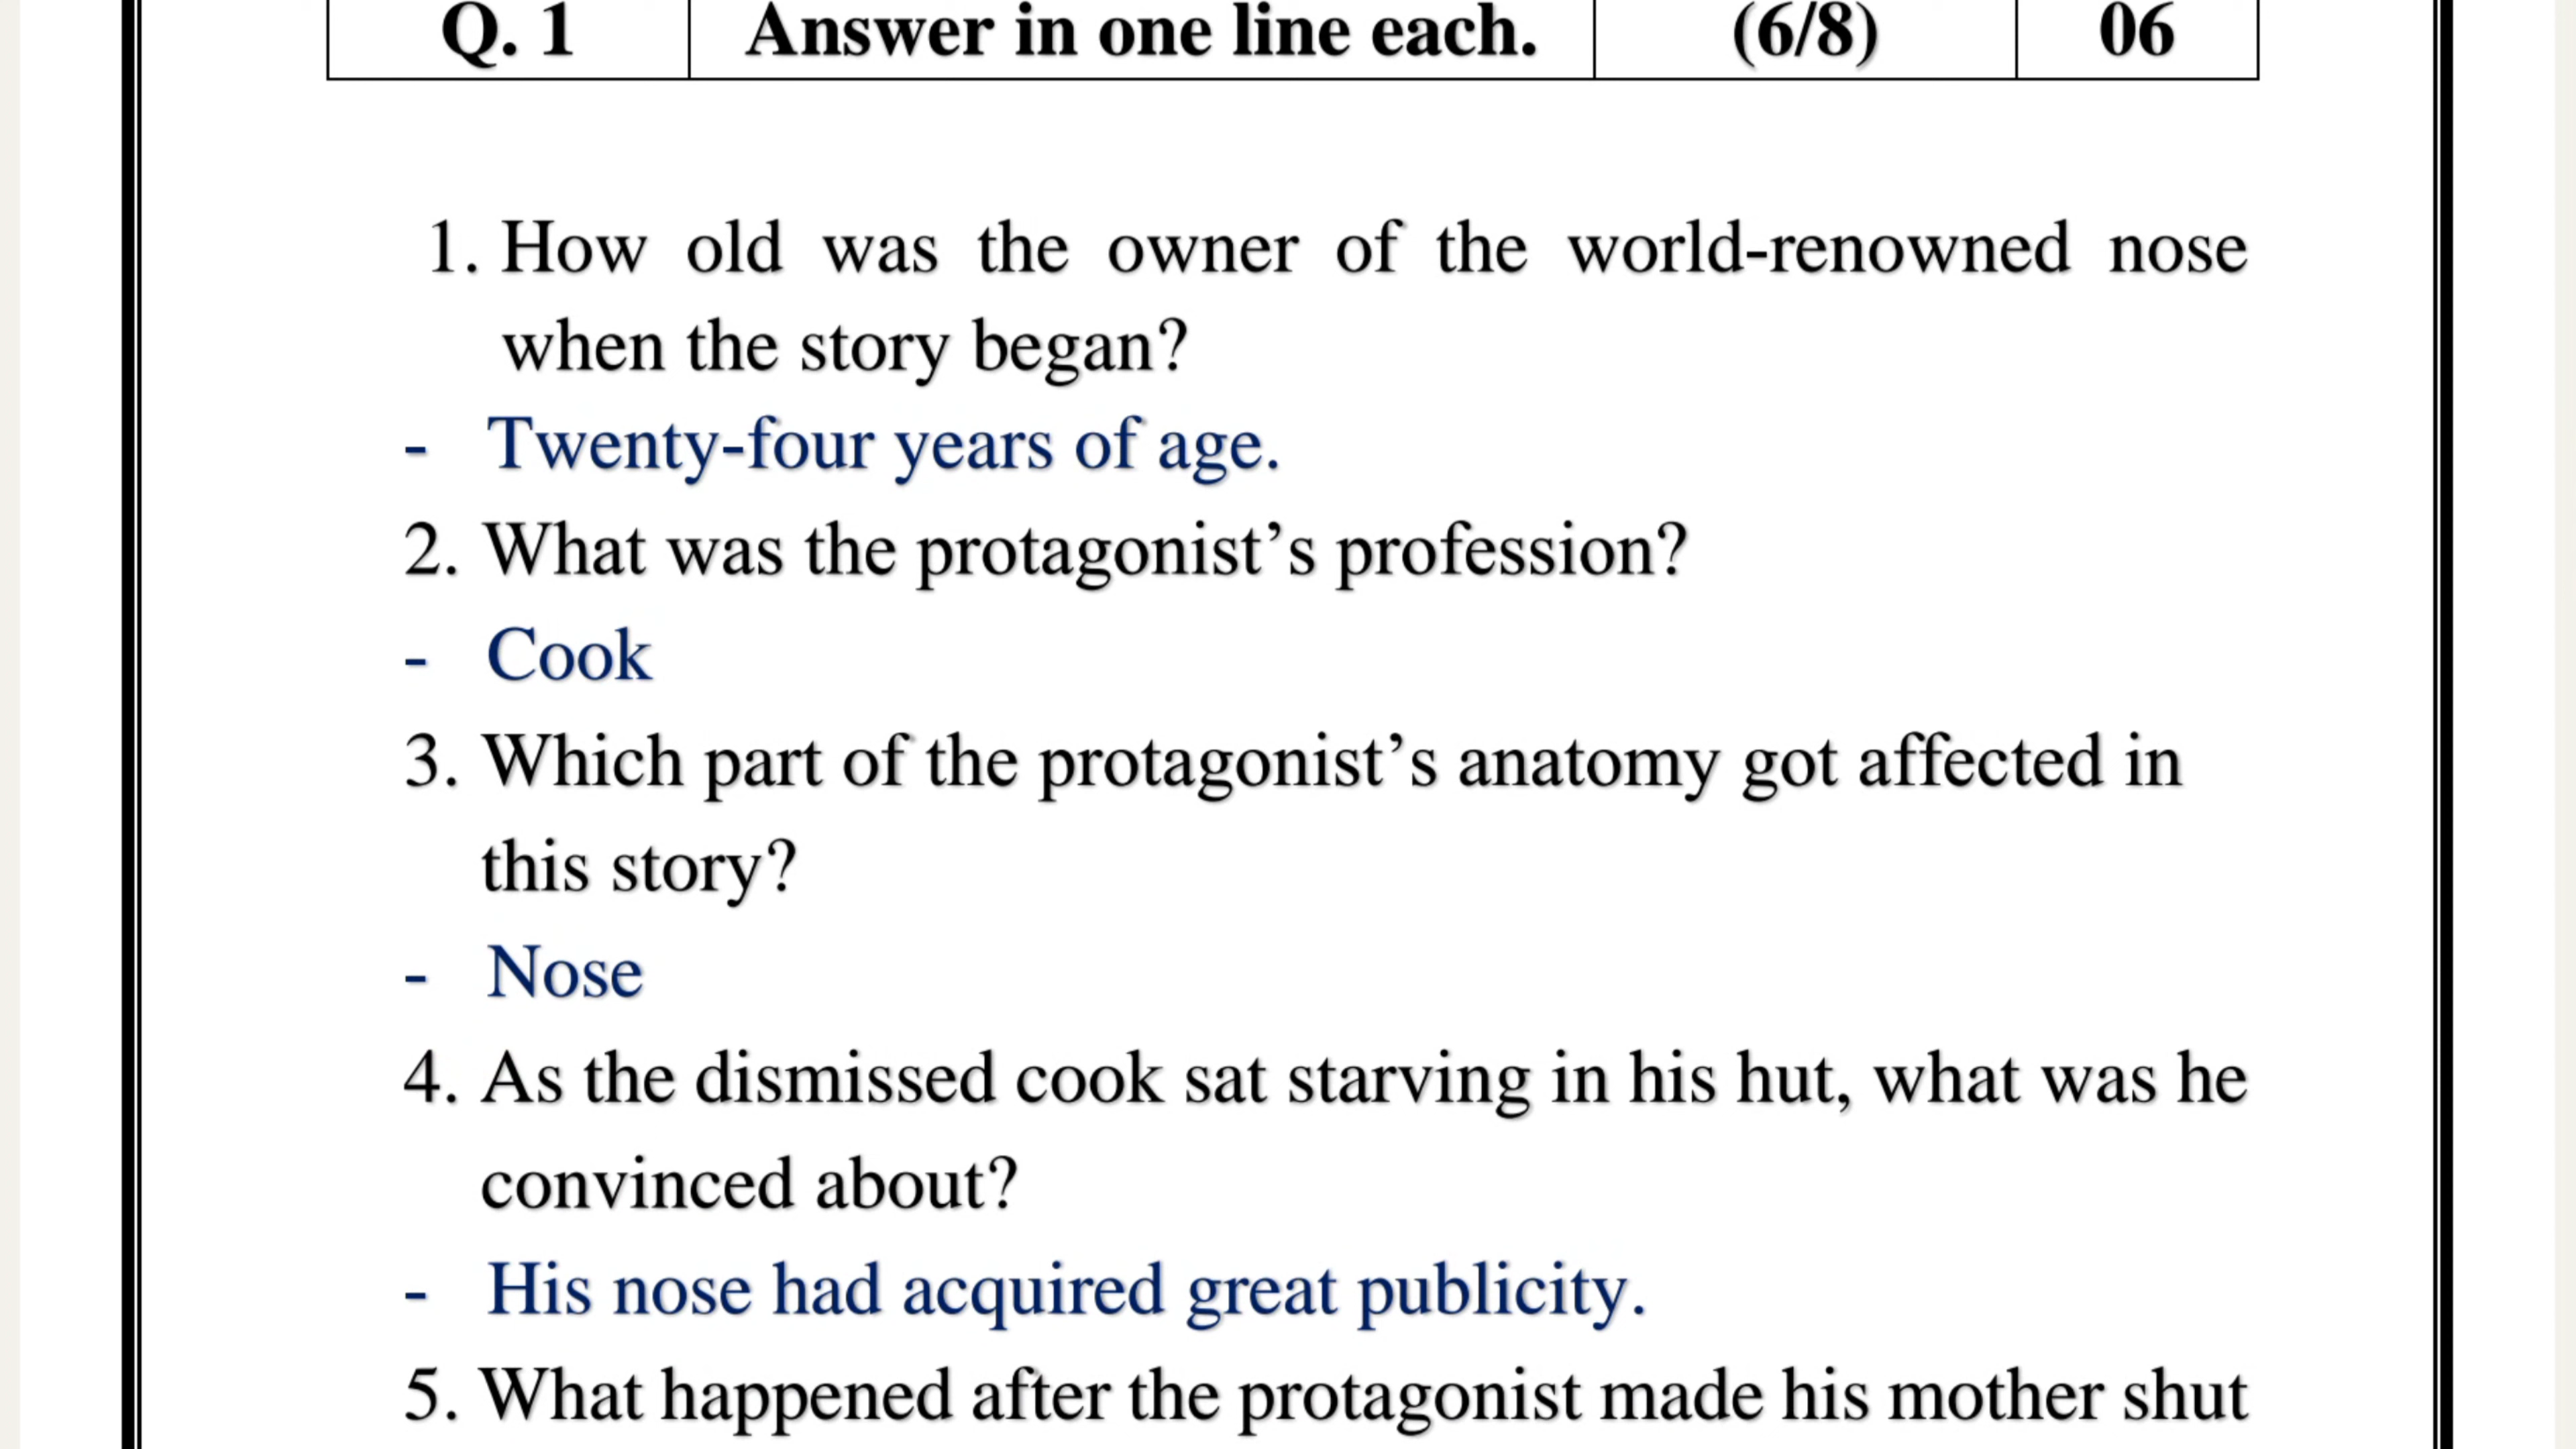 Q. 1 Answer in one line each. (6/8) 06
1. How old was the owner of the world-renowned nose
when the story began?
- Twenty-four years of age.
2. What was the protagonist’s profession?
- Cook
3. Which part of the protagonist’s anatomy got affected in
this story?
- Nose
4. As the dismissed cook sat starving in his hut, what was he
convinced about?
- His nose had acquired great publicity.
5. What happened after the protagonist made his mother shut